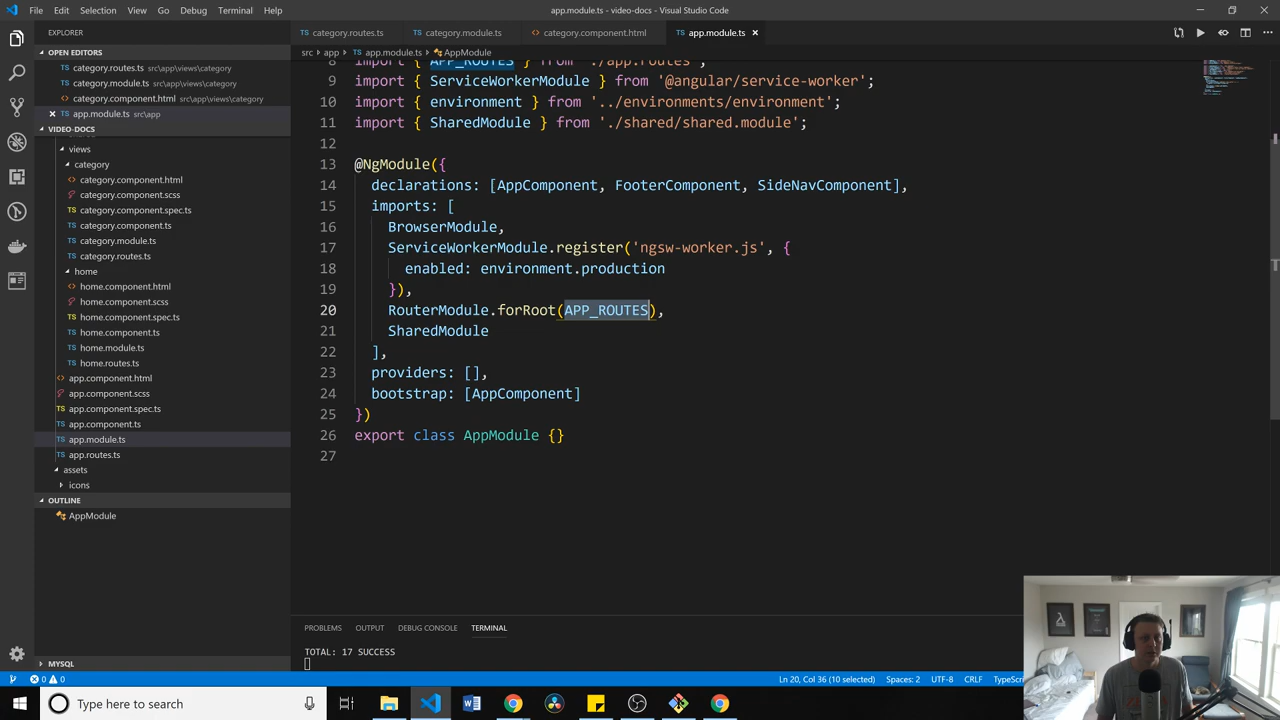 File Edit Selection View Go Debug Terminal Help
app.module.ts - video-docs - Visual Studio Code
EXPLORER
OPEN EDITORS
category.routes.ts src\app\views\category
category.module.ts src\app\views\category
category.component.html src\app\views\category
app.module.ts src\app
VIDEO-DOCS
views
category
category.component.html
category.component.scss
category.component.spec.ts
category.component.ts
category.module.ts
category.routes.ts
home
home.component.html
home.component.scss
home.component.spec.ts
home.component.ts
home.module.ts
home.routes.ts
app.component.html
app.component.scss
app.component.spec.ts
app.component.ts
app.module.ts
app.routes.ts
assets
icons
OUTLINE
AppModule
MYSQL
category.routes.ts category.module.ts category.component.html app.module.ts
src app app.module.ts AppModule
8 import { APP_ROUTES } from './app.routes';
9 import { ServiceWorkerModule } from '@angular/service-worker';
10 import { environment } from '../environments/environment';
11 import { SharedModule } from './shared/shared.module';
12
13 @NgModule({
14 declarations: [AppComponent, FooterComponent, SideNavComponent],
15 imports: [
16 BrowserModule,
17 ServiceWorkerModule.register('ngsw-worker.js', {
18 enabled: environment.production
19 }),
20 RouterModule.forRoot(APP_ROUTES),
21 SharedModule
22 ],
23 providers: [],
24 bootstrap: [AppComponent]
25 })
26 export class AppModule {}
27
PROBLEMS OUTPUT DEBUG CONSOLE TERMINAL
TOTAL: 17 SUCCESS
0 0 Ln 20, Col 36 (10 selected) Spaces: 2 UTF-8 CRLF TypeScri
Type here to search